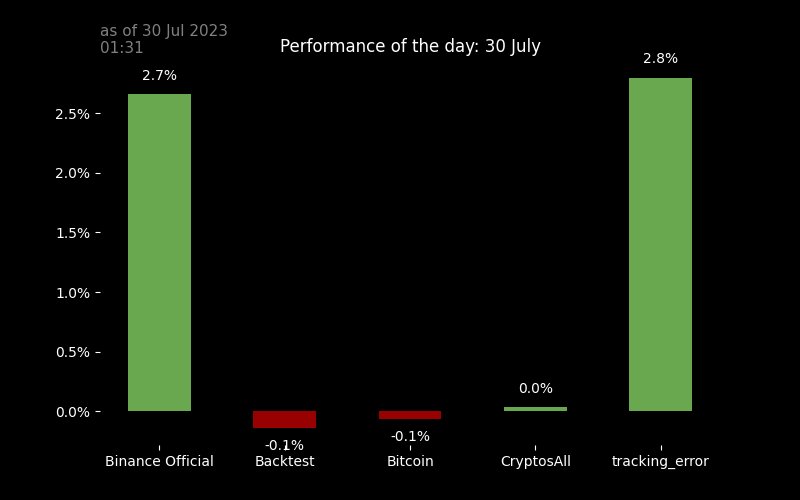 as of 30 Jul 2023
01:31
Performance of the day: 30 July
2.7%
2.8%
2.5%
2.0%
1.5%
1.0%
0.5%
0.0%
0.0%
-0.1%
-0.1%
Binance Official
Backtest
Bitcoin
CryptosAll
tracking_error